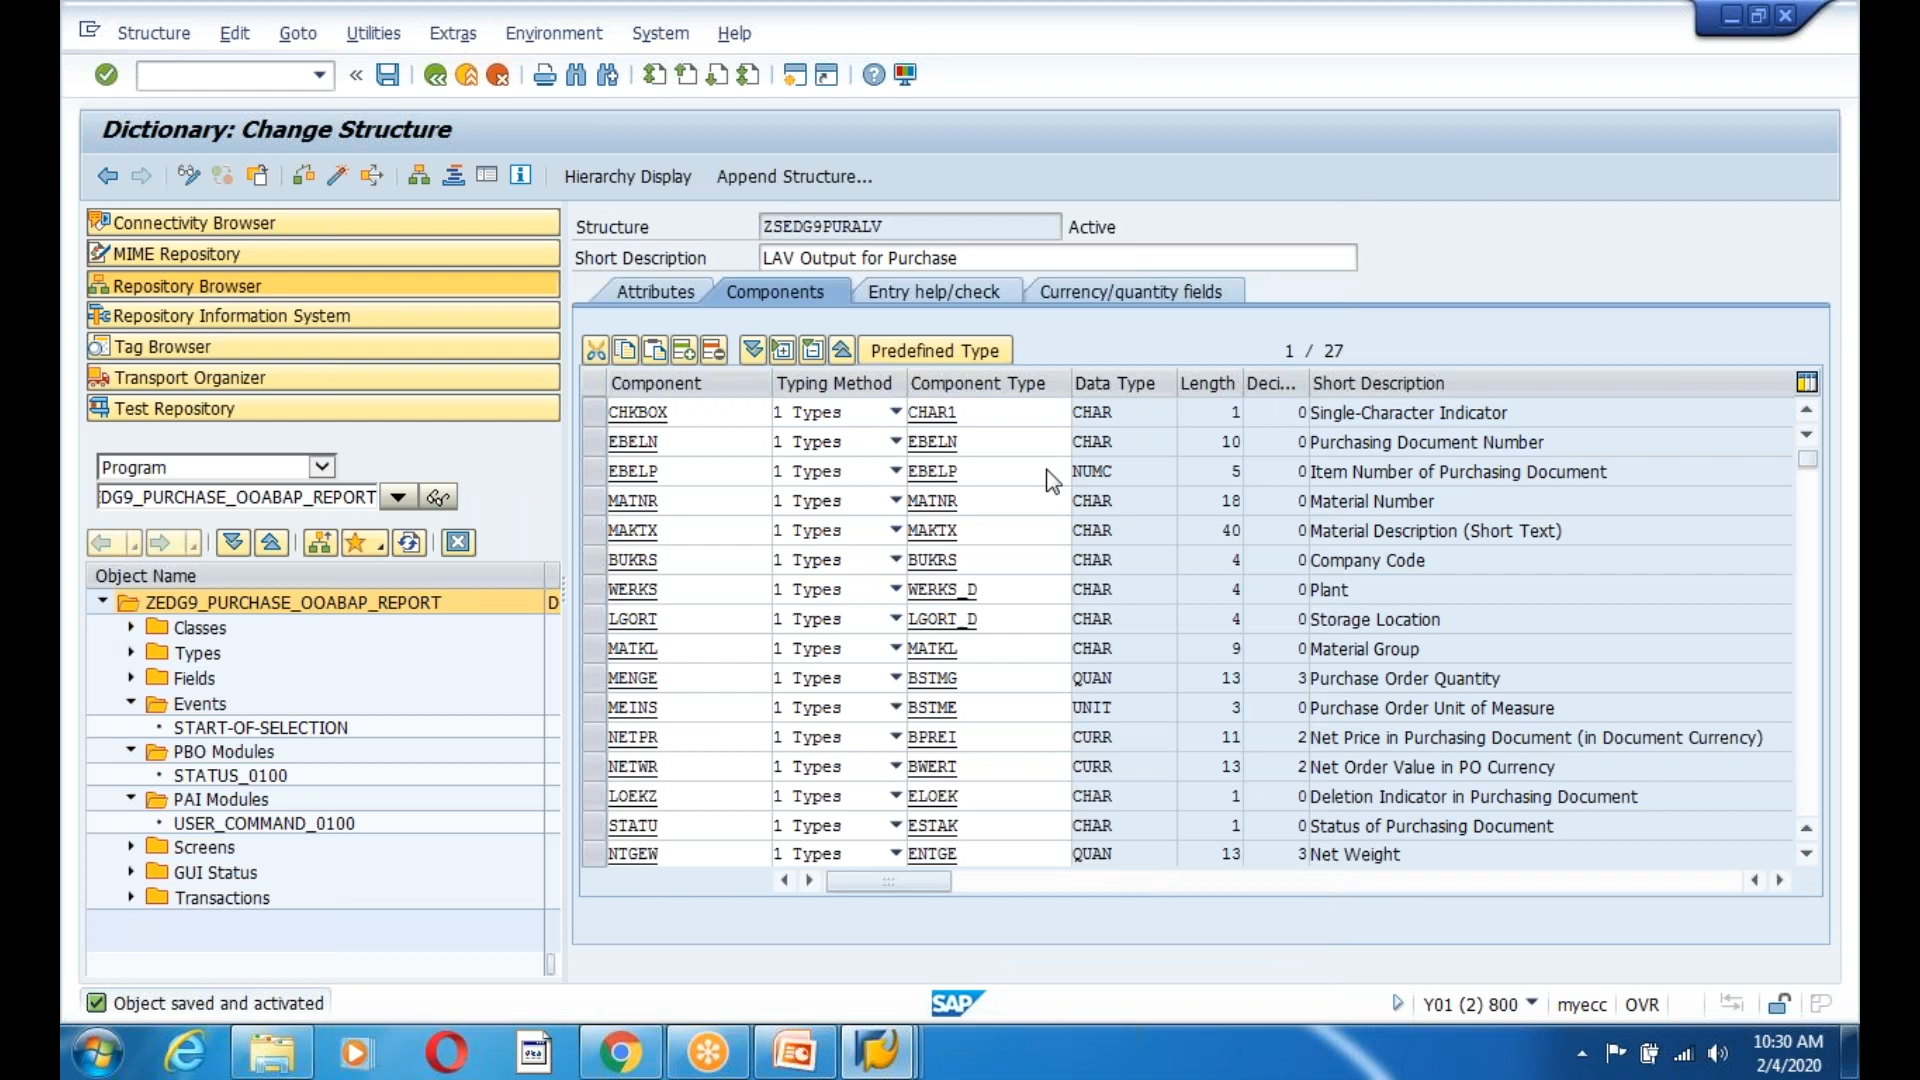 Structure Edit Goto Utilities Extras Environment System Help
Dictionary: Change Structure
Hierarchy Display Append Structure...
Connectivity Browser
MIME Repository
Repository Browser
Repository Information System
Tag Browser
Transport Organizer
Test Repository
Program
DG9_PURCHASE_OOABAP_REPORT
Object Name
ZEDG9_PURCHASE_OOABAP_REPORT D
Classes
Types
Fields
Events
START-OF-SELECTION
PBO Modules
STATUS_0100
PAI Modules
USER_COMMAND_0100
Screens
GUI Status
Transactions
Structure ZSEDG9PURALV Active
Short Description LAV Output for Purchase
Attributes Components Entry help/check Currency/quantity fields
Predefined Type 1 / 27
Component Typing Method Component Type Data Type Length Deci... Short Description
CHKBOX 1 Types CHAR1 CHAR 1 0 Single-Character Indicator
EBELN 1 Types EBELN CHAR 10 0 Purchasing Document Number
EBELP 1 Types EBELP NUMC 5 0 Item Number of Purchasing Document
MATNR 1 Types MATNR CHAR 18 0 Material Number
MAKTX 1 Types MAKTX CHAR 40 0 Material Description (Short Text)
BUKRS 1 Types BUKRS CHAR 4 0 Company Code
WERKS 1 Types WERKS_D CHAR 4 0 Plant
LGORT 1 Types LGORT_D CHAR 4 0 Storage Location
MATKL 1 Types MATKL CHAR 9 0 Material Group
MENGE 1 Types BSTMG QUAN 13 3 Purchase Order Quantity
MEINS 1 Types BSTME UNIT 3 0 Purchase Order Unit of Measure
NETPR 1 Types BPREI CURR 11 2 Net Price in Purchasing Document (in Document Currency)
NETWR 1 Types BWERT CURR 13 2 Net Order Value in PO Currency
LOEKZ 1 Types ELOEK CHAR 1 0 Deletion Indicator in Purchasing Document
STATU 1 Types ESTAK CHAR 1 0 Status of Purchasing Document
NTGEW 1 Types ENTGE QUAN 13 3 Net Weight
Object saved and activated SAP Y01 (2) 800 myecc OVR
10:30 AM
2/4/2020